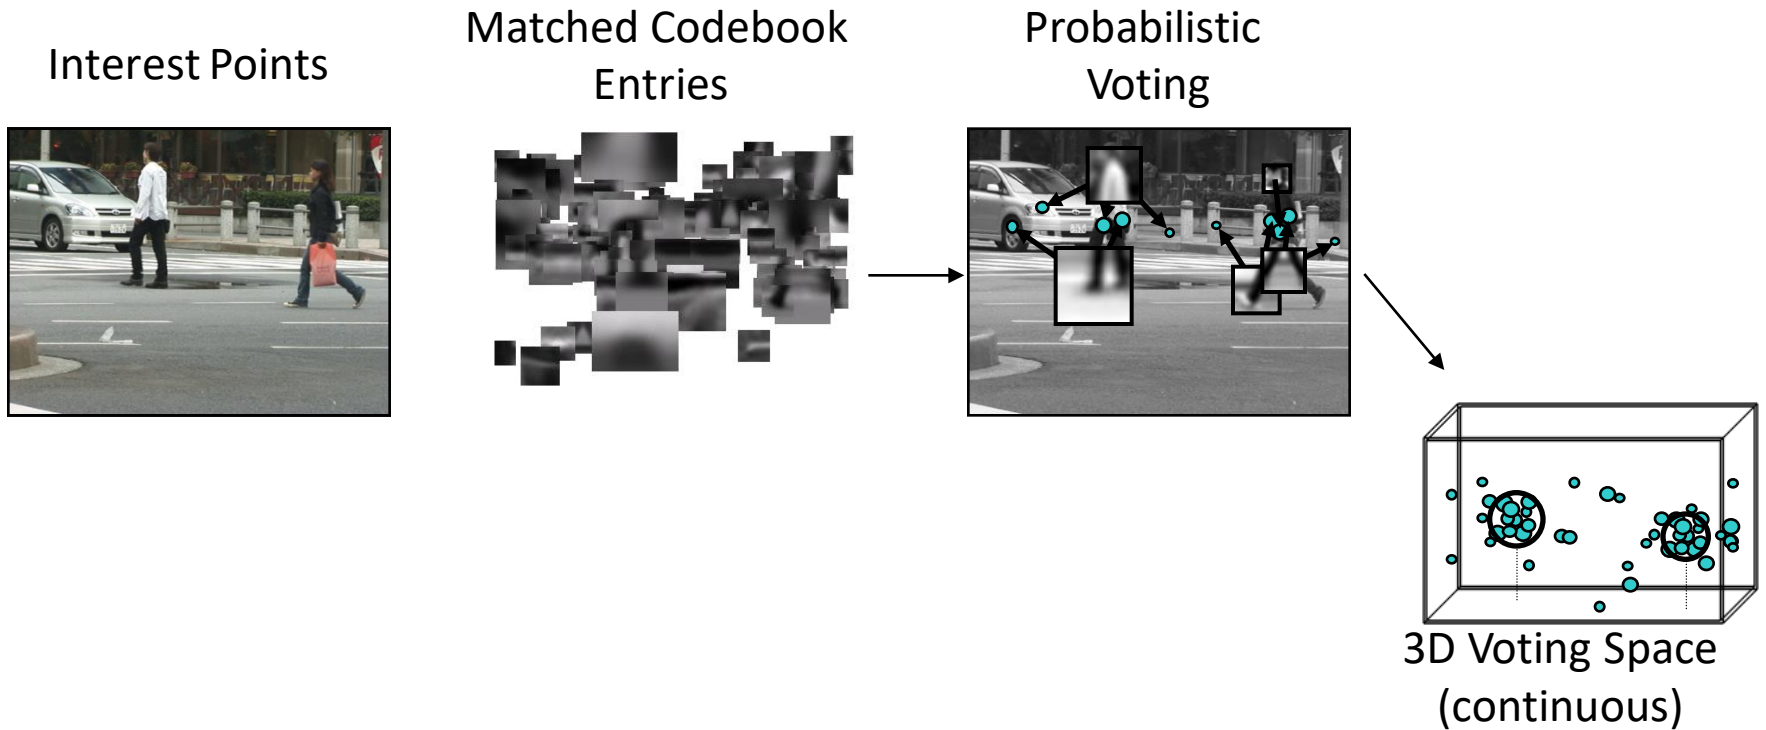 Interest Points
Matched Codebook
Entries
Probabilistic
Voting
3D Voting Space
(continuous)